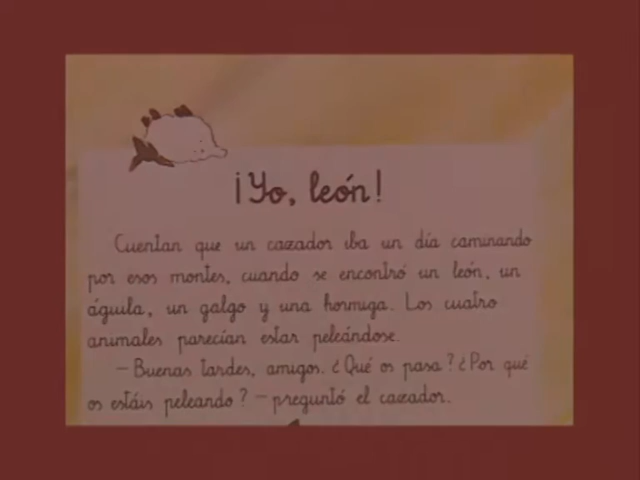 ¡Yo, león!
Cuentan que un cazador iba un día caminando
por esos montes, cuando se encontró un león, un
águila, un galgo y una hormiga. Los cuatro
animales parecían estar peleándose.
– Buenas tardes, amigos. ¿Qué os pasa? ¿Por qué
os estáis peleando? – preguntó el cazador.